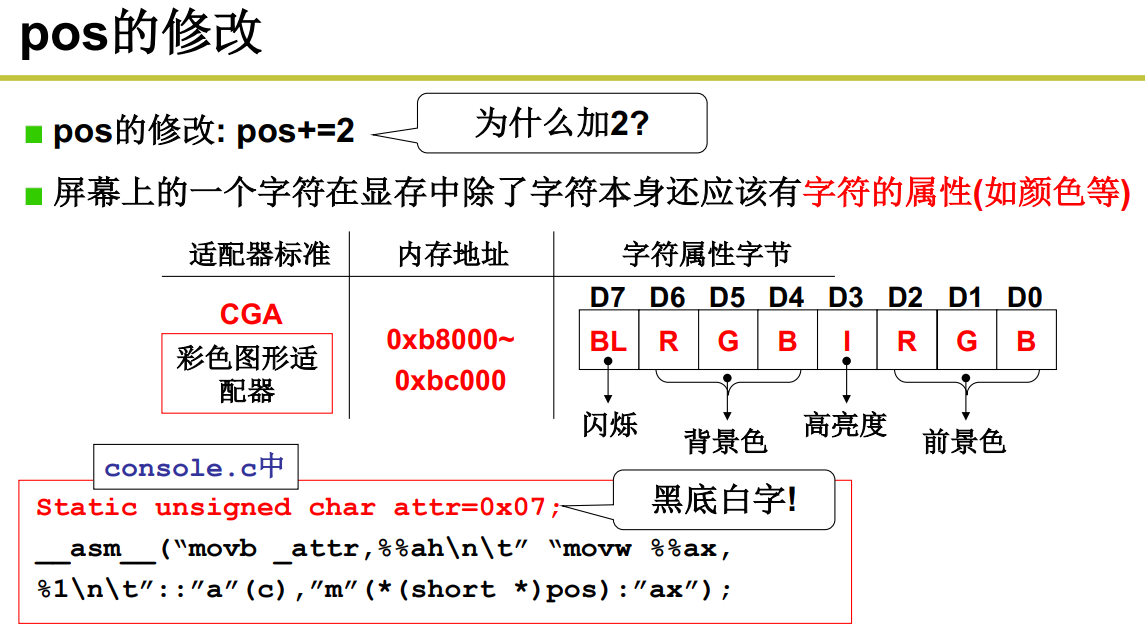 pos的修改
pos的修改: pos+=2
为什么加2?
屏幕上的一个字符在显存中除了字符本身还应该有字符的属性(如颜色等)
适配器标准 内存地址 字符属性字节
D7 D6 D5 D4 D3 D2 D1 D0
CGA
BL R G B I R G B
彩色图形适
配器
0xb8000~
0xbc000
闪烁 背景色 高亮度 前景色
console.c中
Static unsigned char attr=0x07;
黑底白字!
__asm__(“movb _attr,%%ah\n\t” “movw %%ax,
%1\n\t”::”a”(c),”m”(*(short *)pos):”ax”);